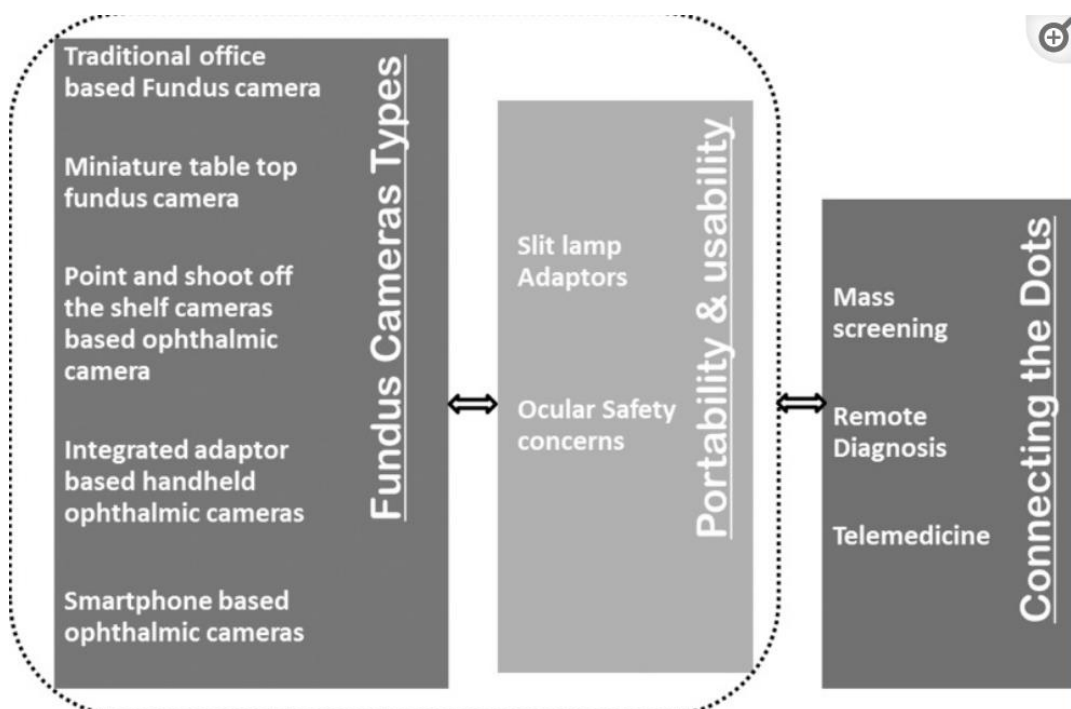 Traditional office
based Fundus camera
Miniature table top
fundus camera
Point and shoot off
the shelf cameras
based ophthalmic
camera
Integrated adaptor
based handheld
ophthalmic cameras
Smartphone based
ophthalmic cameras
Fundus Cameras Types
Slit lamp
Adaptors
Ocular Safety
concerns
Portability & usability
Mass
screening
Remote
Diagnosis
Telemedicine
Connecting the Dots